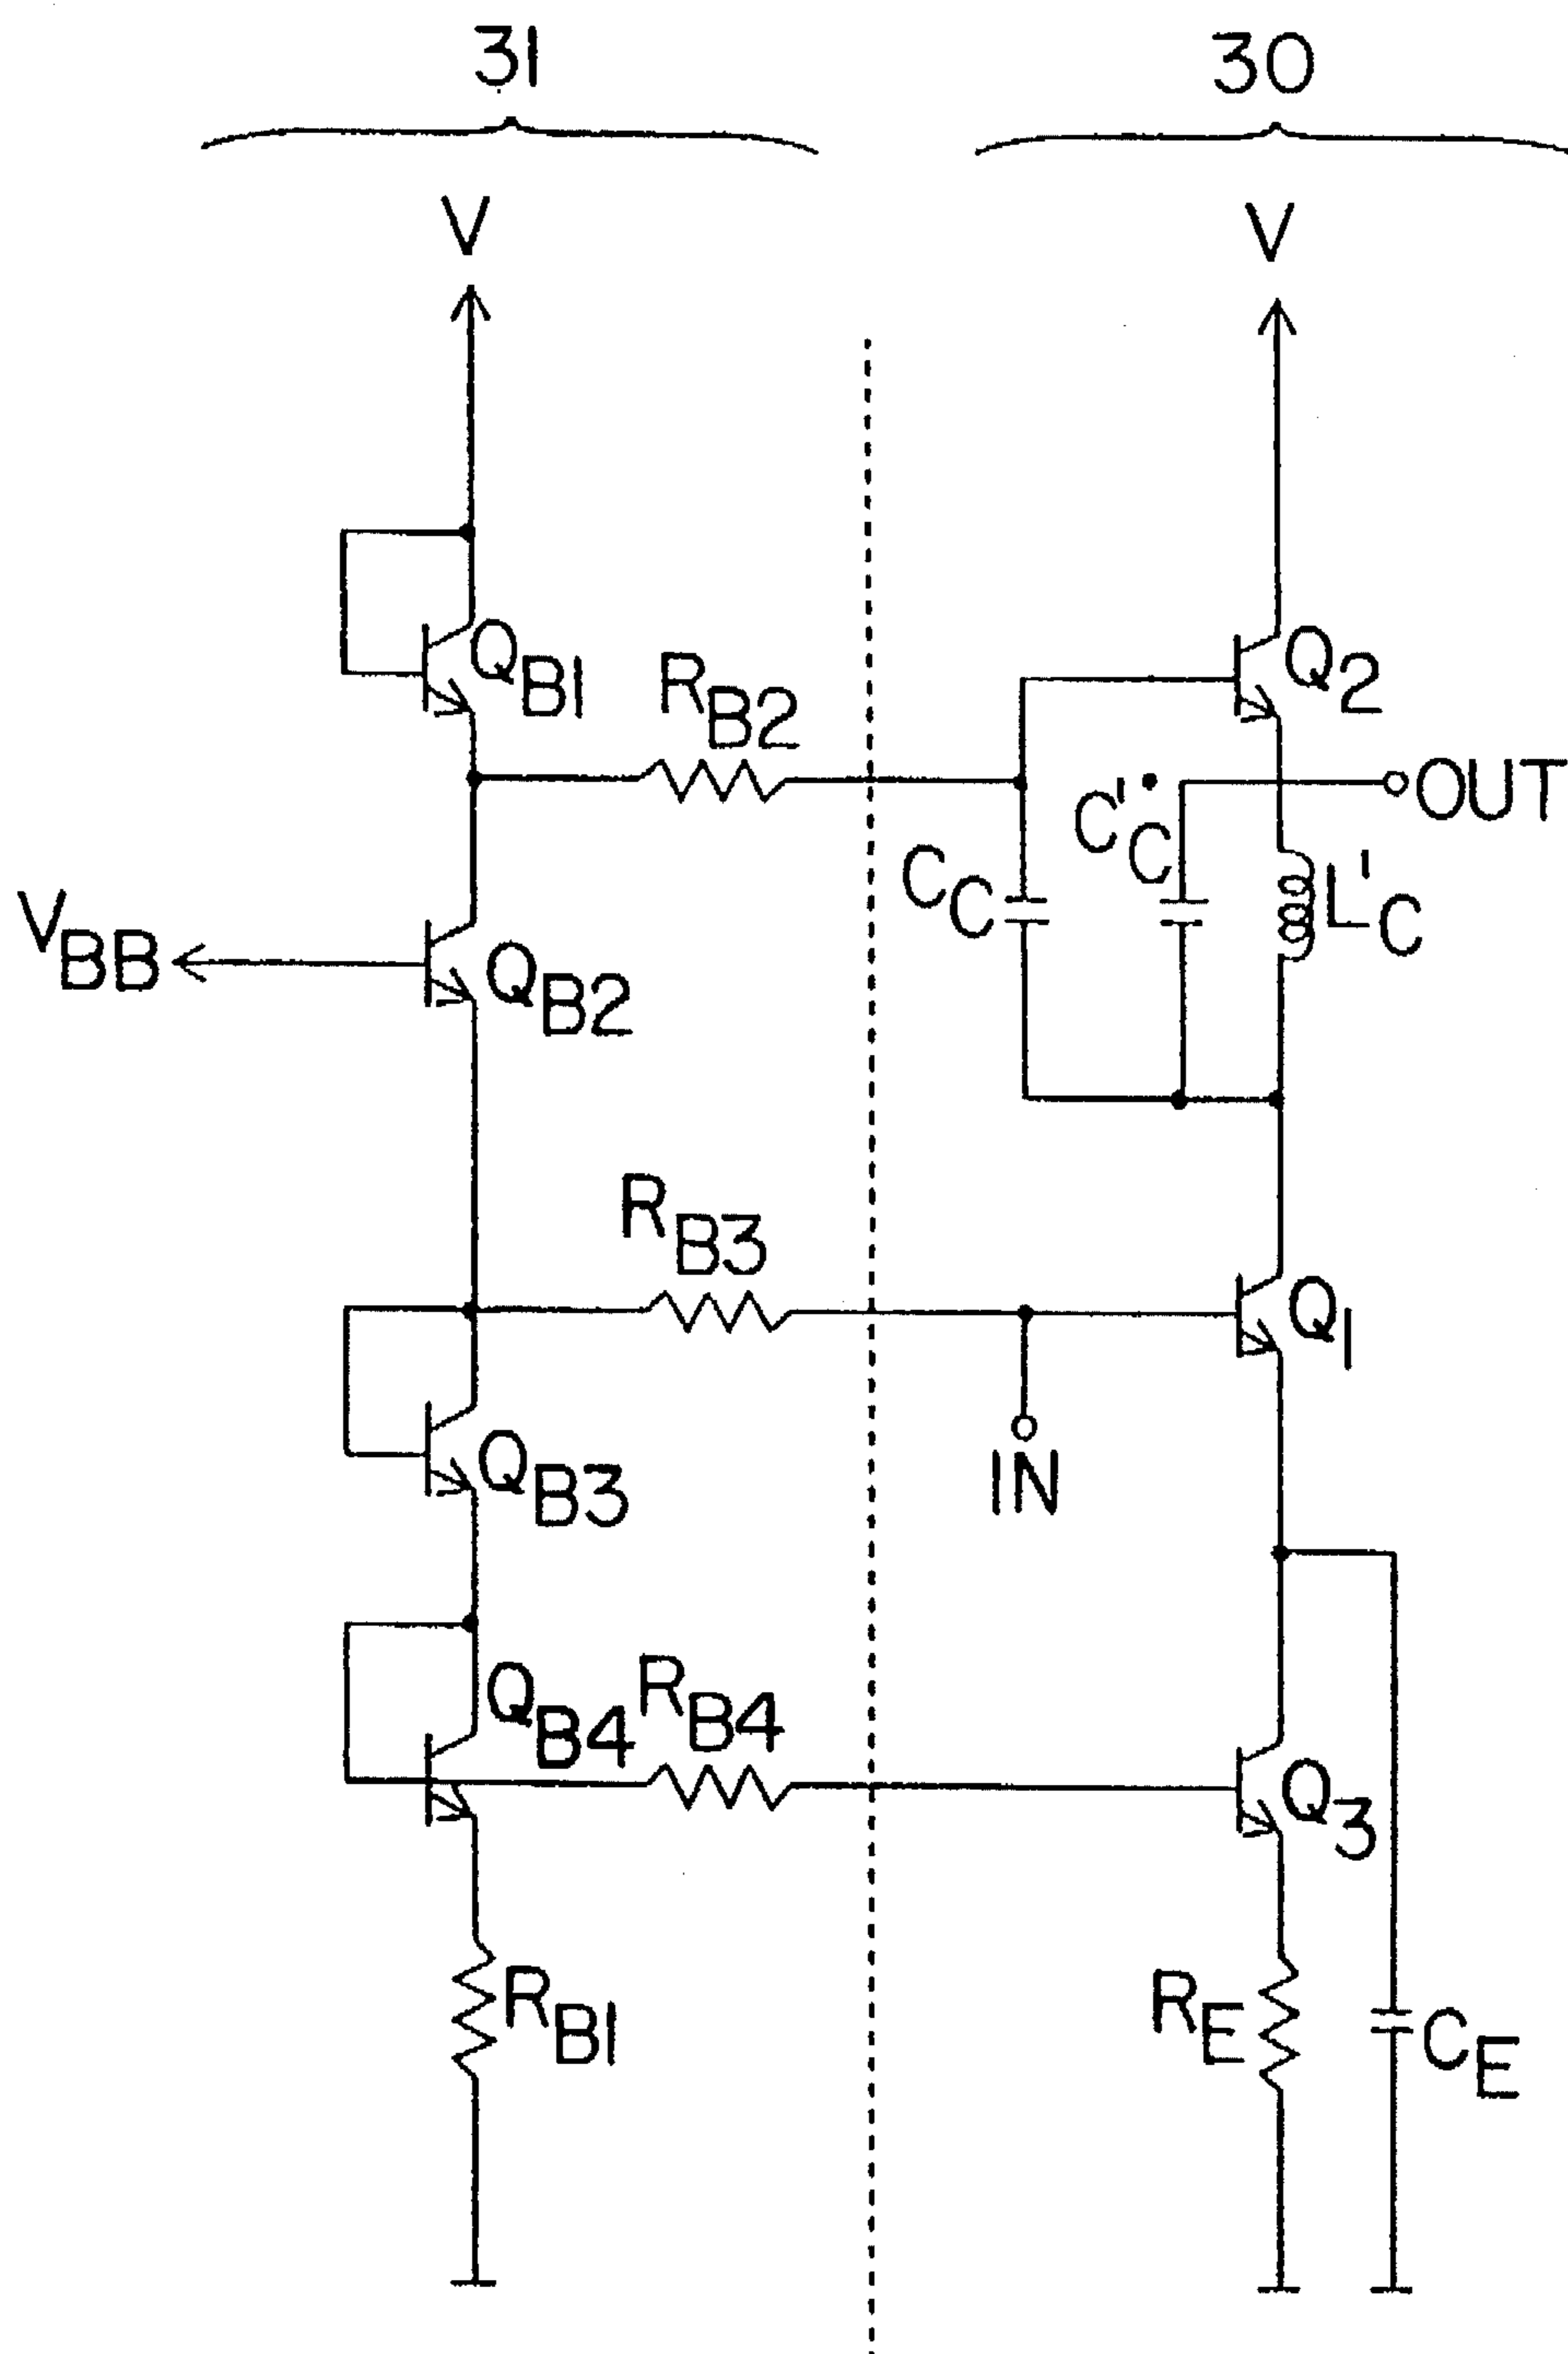 31
30
V
V
QB1
RB2
Q2
OUT
CC
C'C
L'C
VBB
QB2
RB3
Q1
IN
QB3
QB4
RB4
Q3
RB1
RE
CE